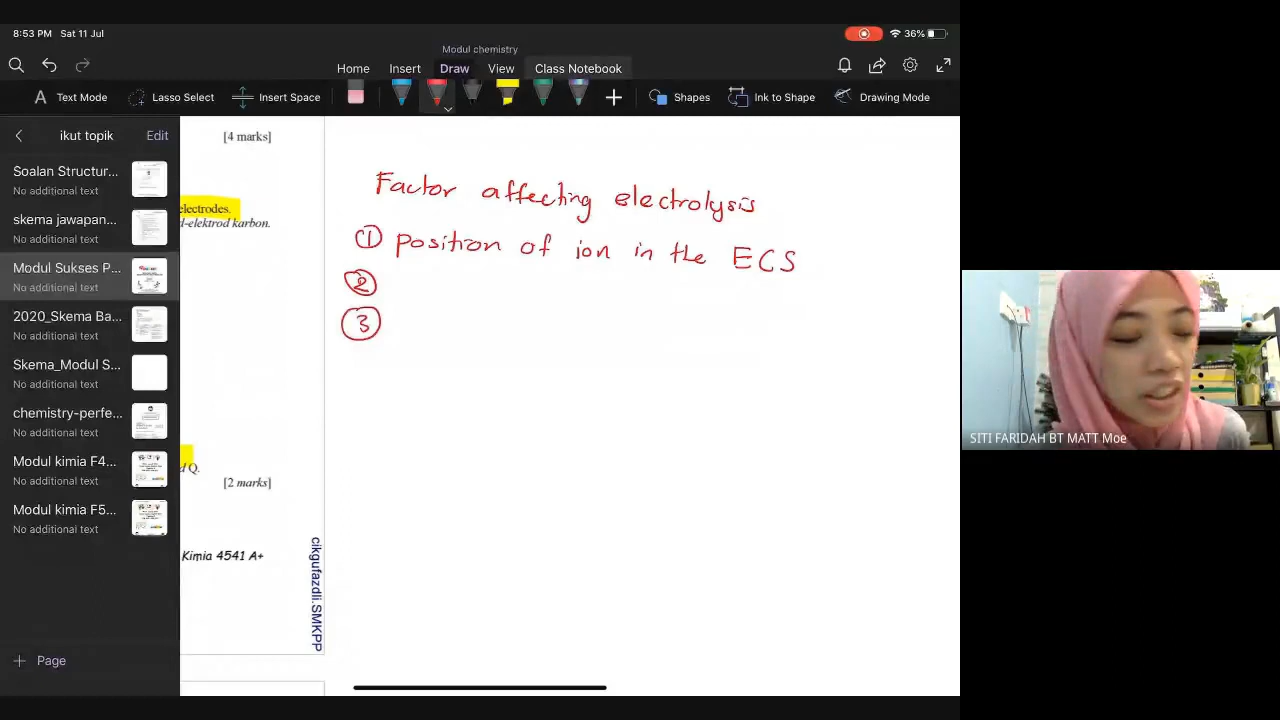 8:53 PM Sat 11 Jul
36%
Modul chemistry
Home Insert Draw View Class Notebook
Text Mode Lasso Select Insert Space Shapes Ink to Shape Drawing Mode
ikut topik Edit
Soalan Structur...
No additional text
skema jawapan...
No additional text
Modul Sukses P...
No additional text
2020_Skema Ba...
No additional text
Skema_Modul S...
No additional text
chemistry-perfe...
No additional text
Modul kimia F4...
No additional text
Modul kimia F5...
No additional text
Page
[4 marks]
electrodes.
d-elektrod karbon.
d Q.
[2 marks]
Kimia 4541 A+
cikgufazdli.SMKPP
Factor affecting electrolysis
① position of ion in the ECS
②
③
SITI FARIDAH BT MATT Moe